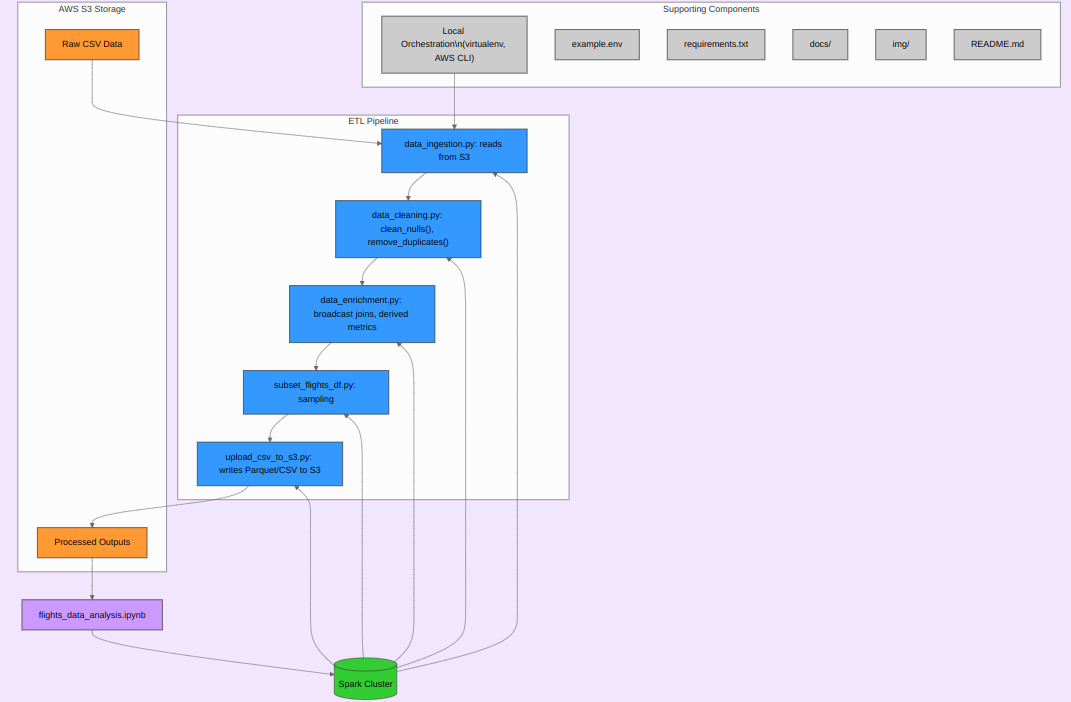 AWS S3 Storage
Raw CSV Data
Supporting Components
Local
Orchestration\n(virtualenv,
AWS CLI)
example.env
requirements.txt
docs/
img/
README.md
ETL Pipeline
data_ingestion.py: reads
from S3
data_cleaning.py:
clean_nulls(),
remove_duplicates()
data_enrichment.py:
broadcast joins, derived
metrics
subset_flights_df.py:
sampling
upload_csv_to_s3.py:
writes Parquet/CSV to S3
Processed Outputs
flights_data_analysis.ipynb
Spark Cluster